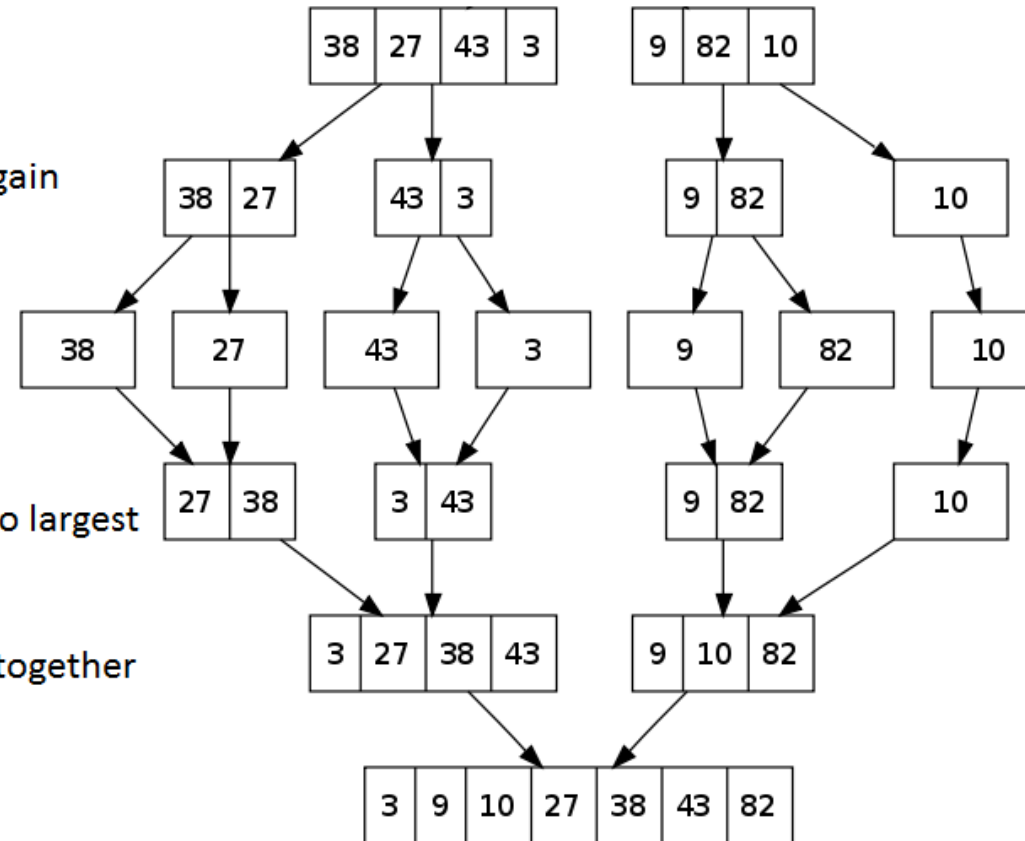 38 27 43 3 9 82 10
gain
38 27 43 3 9 82 10
38 27 43 3 9 82 10
27 38 3 43 9 82 10
o largest
3 27 38 43 9 10 82
together
3 9 10 27 38 43 82